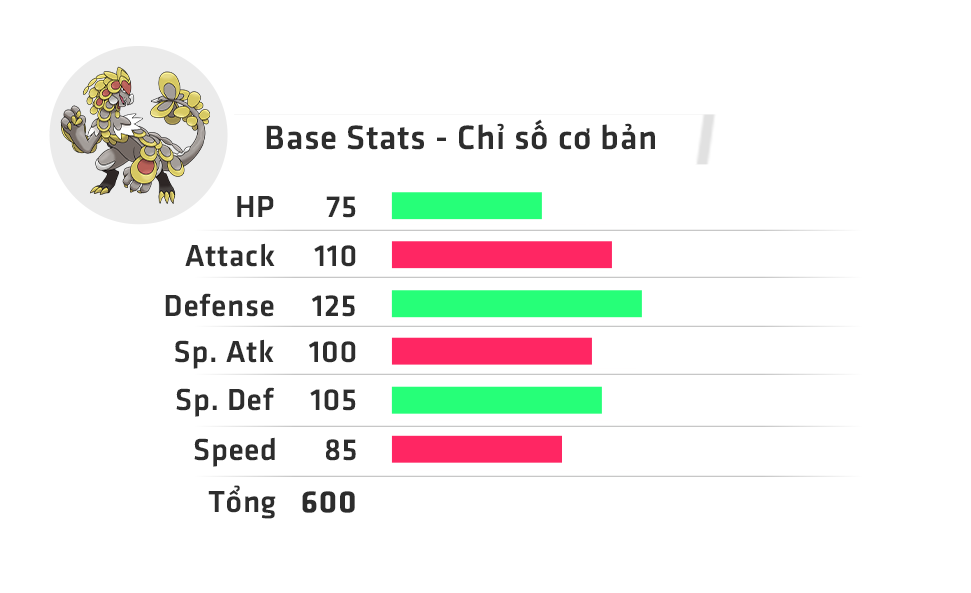 Base Stats - Chỉ số cơ bản
HP 75
Attack 110
Defense 125
Sp. Atk 100
Sp. Def 105
Speed 85
Tổng 600